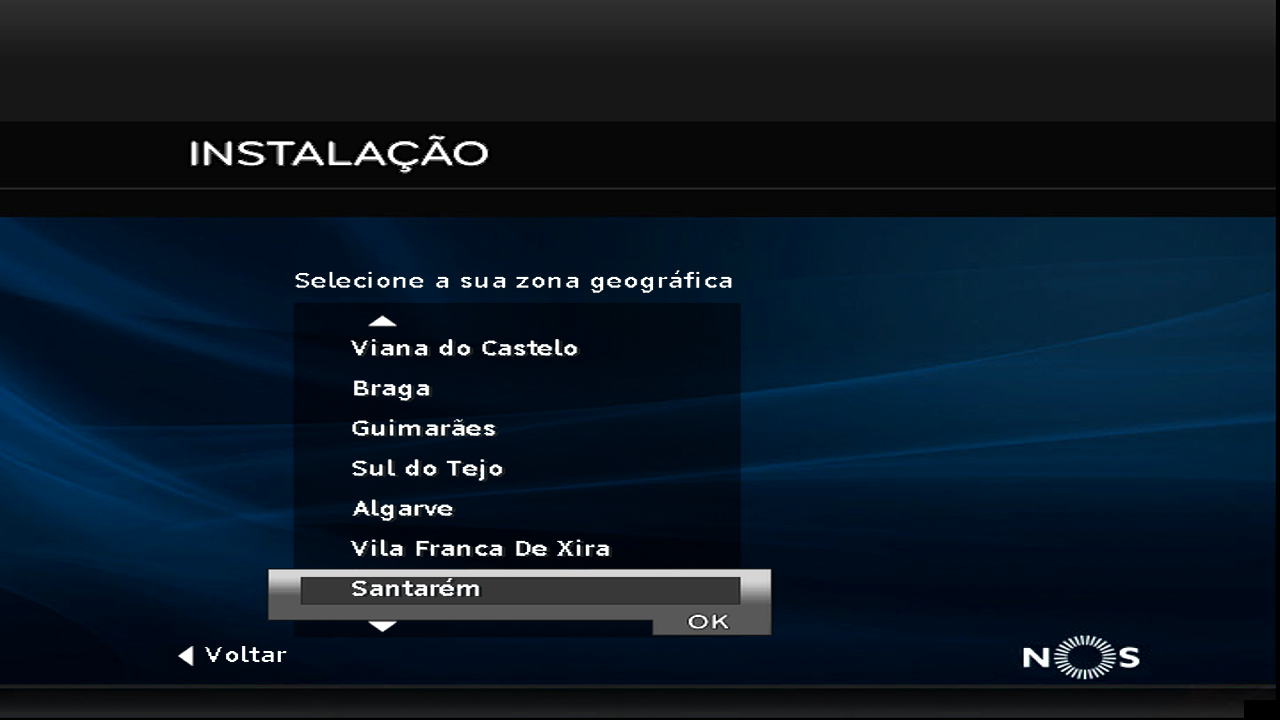 INSTALAÇÃO
Selecione a sua zona geográfica
Viana do Castelo
Braga
Guimarães
Sul do Tejo
Algarve
Vila Franca De Xira
Santarém
OK
Voltar
NOS